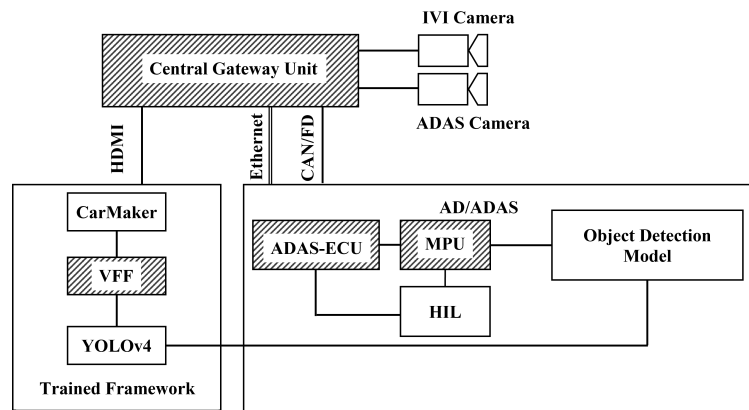 IVI Camera
Central Gateway Unit
ADAS Camera
HDMI
Ethernet
CAN/FD
CarMaker
VFF
YOLOv4
Trained Framework
AD/ADAS
ADAS-ECU
MPU
HIL
Object Detection
Model